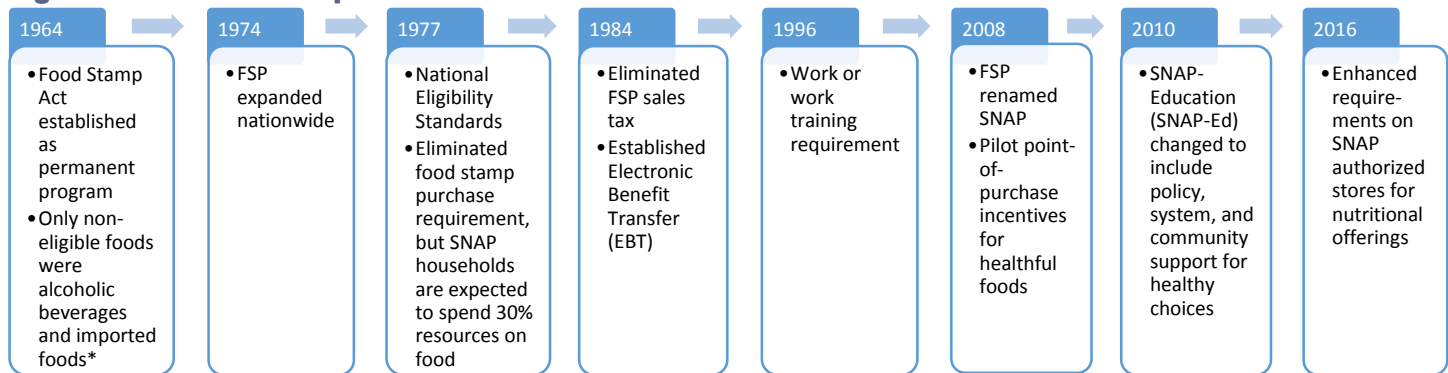 1964
• Food Stamp
Act
established
as
permanent
program
• Only non-
eligible foods
were
alcoholic
beverages
and imported
foods*
1974
• FSP
expanded
nationwide
1977
• National
Eligibility
Standards
• Eliminated
food stamp
purchase
requirement,
but SNAP
households
are expected
to spend 30%
resources on
food
1984
• Eliminated
FSP sales
tax
• Established
Electronic
Benefit
Transfer
(EBT)
1996
• Work or
work
training
requirement
2008
• FSP
renamed
SNAP
• Pilot point-
of-
purchase
incentives
for
healthful
foods
2010
• SNAP-
Education
(SNAP-Ed)
changed to
include
policy,
system, and
community
support for
healthy
choices
2016
• Enhanced
require-
ments on
SNAP
authorized
stores for
nutritional
offerings